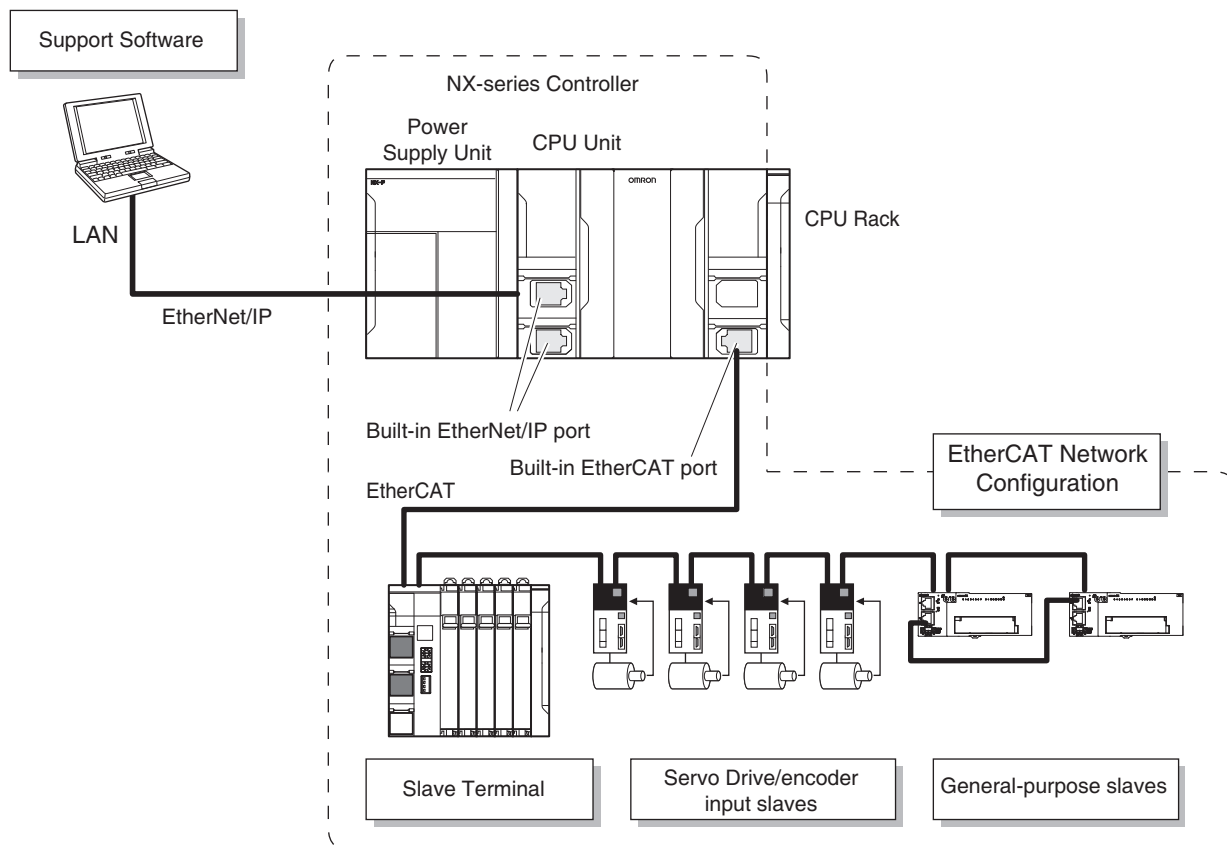 Support Software
NX-series Controller
Power
Supply Unit
CPU Unit
OMRON
CPU Rack
LAN
EtherNet/IP
Built-in EtherNet/IP port
Built-in EtherCAT port
EtherCAT
EtherCAT Network
Configuration
Slave Terminal
Servo Drive/encoder
input slaves
General-purpose slaves